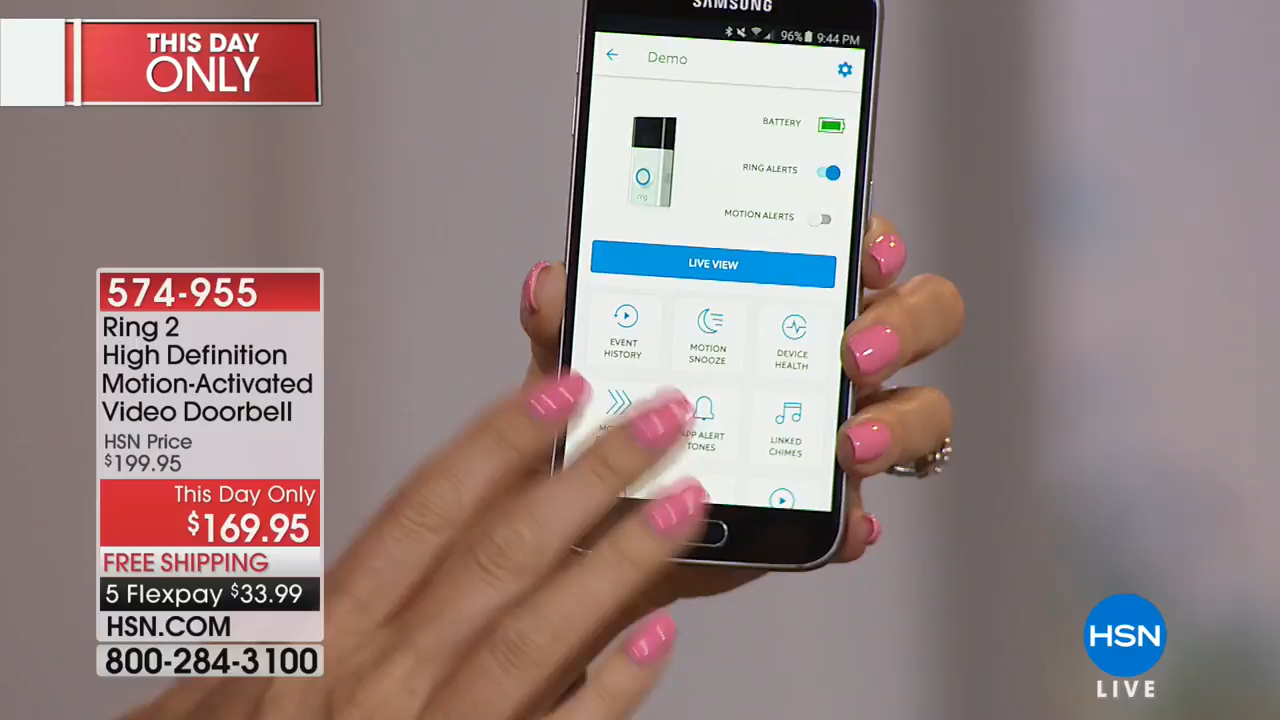 THIS DAY
ONLY
574-955
Ring 2
High Definition
Motion-Activated
Video Doorbell
HSN Price
$199.95
This Day Only
$169.95
FREE SHIPPING
5 Flexpay $33.99
HSN.COM
800-284-3100
SAMSUNG
96% 9:44 PM
Demo
BATTERY
RING ALERTS
MOTION ALERTS
ring
LIVE VIEW
EVENT
HISTORY
MOTION
SNOOZE
DEVICE
HEALTH
APP ALERT
TONES
LINKED
CHIMES
HSN
LIVE